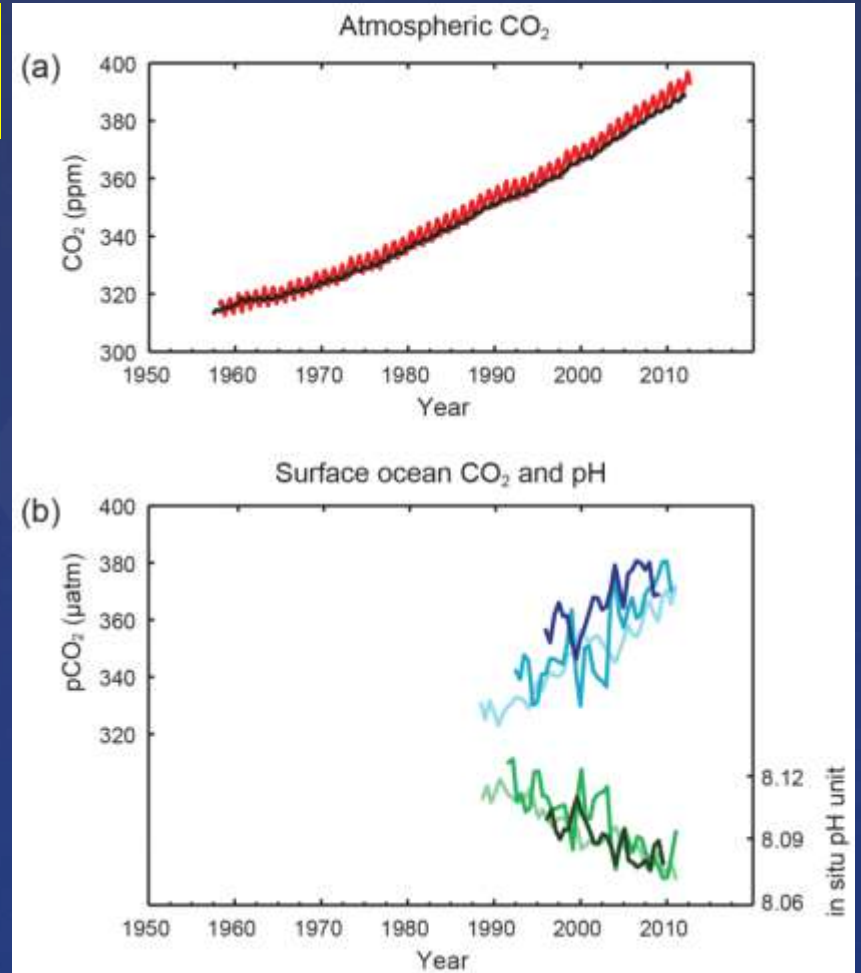 Atmospheric CO₂
(a)
400
380
360
340
320
300
CO₂ (ppm)
1950 1960 1970 1980 1990 2000 2010
Year
Surface ocean CO₂ and pH
(b)
400
380
360
340
320
pCO₂ (µatm)
8.12
8.09
8.06
in situ pH unit
1950 1960 1970 1980 1990 2000 2010
Year